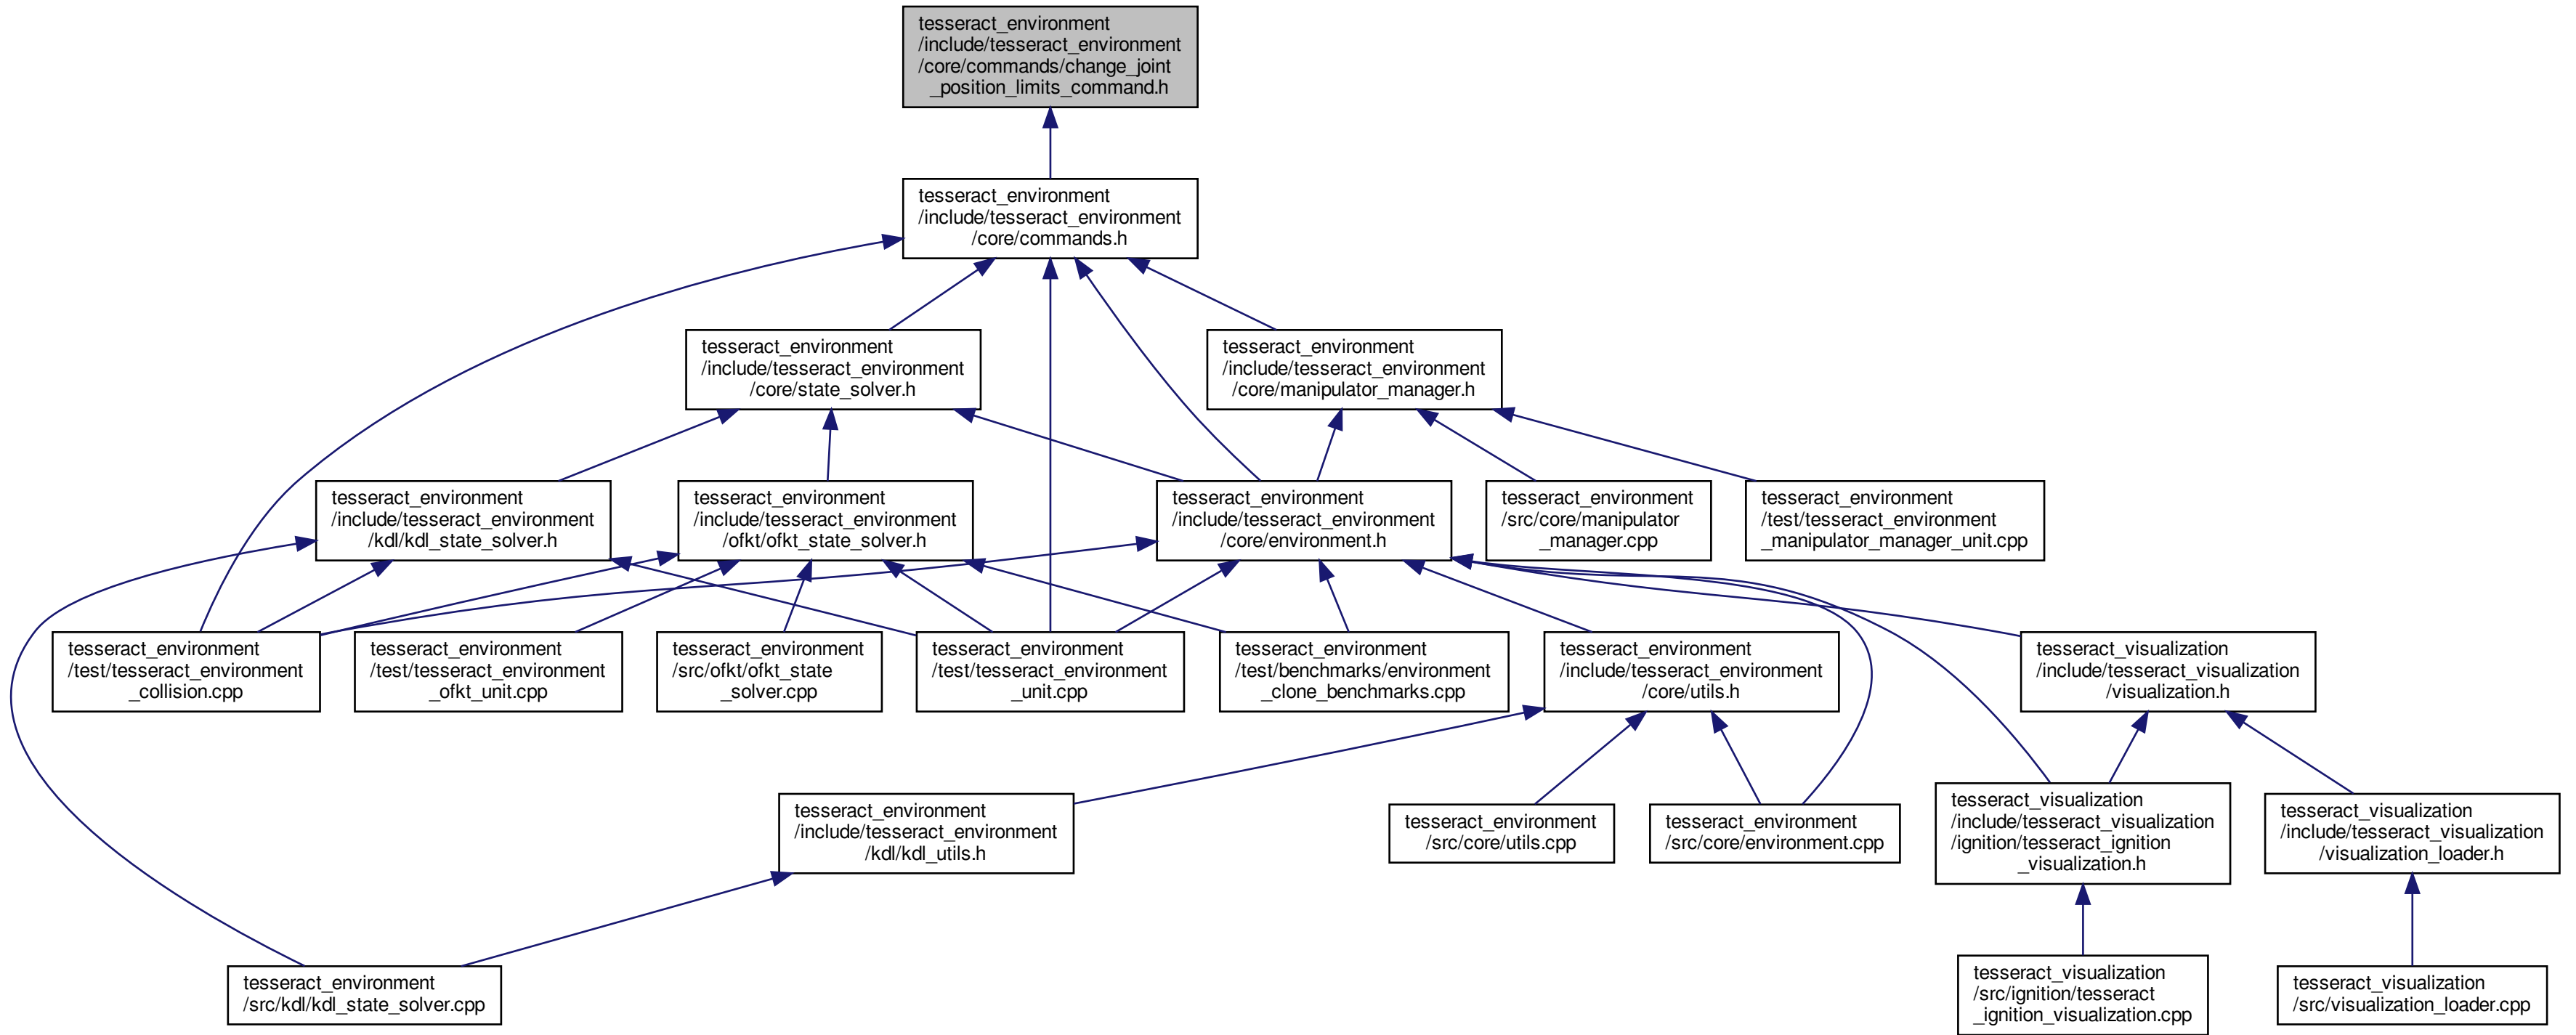 tesseract_environment
/include/tesseract_environment
/core/commands/change_joint
_position_limits_command.h
tesseract_environment
/include/tesseract_environment
/core/commands.h
tesseract_environment
/include/tesseract_environment
/core/state_solver.h
tesseract_environment
/include/tesseract_environment
/core/manipulator_manager.h
tesseract_environment
/include/tesseract_environment
/kdl/kdl_state_solver.h
tesseract_environment
/include/tesseract_environment
/ofkt/ofkt_state_solver.h
tesseract_environment
/include/tesseract_environment
/core/environment.h
tesseract_environment
/src/core/manipulator
_manager.cpp
tesseract_environment
/test/tesseract_environment
_manipulator_manager_unit.cpp
tesseract_environment
/test/tesseract_environment
_collision.cpp
tesseract_environment
/test/tesseract_environment
_ofkt_unit.cpp
tesseract_environment
/src/ofkt/ofkt_state
_solver.cpp
tesseract_environment
/test/tesseract_environment
_unit.cpp
tesseract_environment
/test/benchmarks/environment
_clone_benchmarks.cpp
tesseract_environment
/include/tesseract_environment
/core/utils.h
tesseract_visualization
/include/tesseract_visualization
/visualization.h
tesseract_environment
/include/tesseract_environment
/kdl/kdl_utils.h
tesseract_environment
/src/core/utils.cpp
tesseract_environment
/src/core/environment.cpp
tesseract_visualization
/include/tesseract_visualization
/ignition/tesseract_ignition
_visualization.h
tesseract_visualization
/include/tesseract_visualization
/visualization_loader.h
tesseract_environment
/src/kdl/kdl_state_solver.cpp
tesseract_visualization
/src/ignition/tesseract
_ignition_visualization.cpp
tesseract_visualization
/src/visualization_loader.cpp